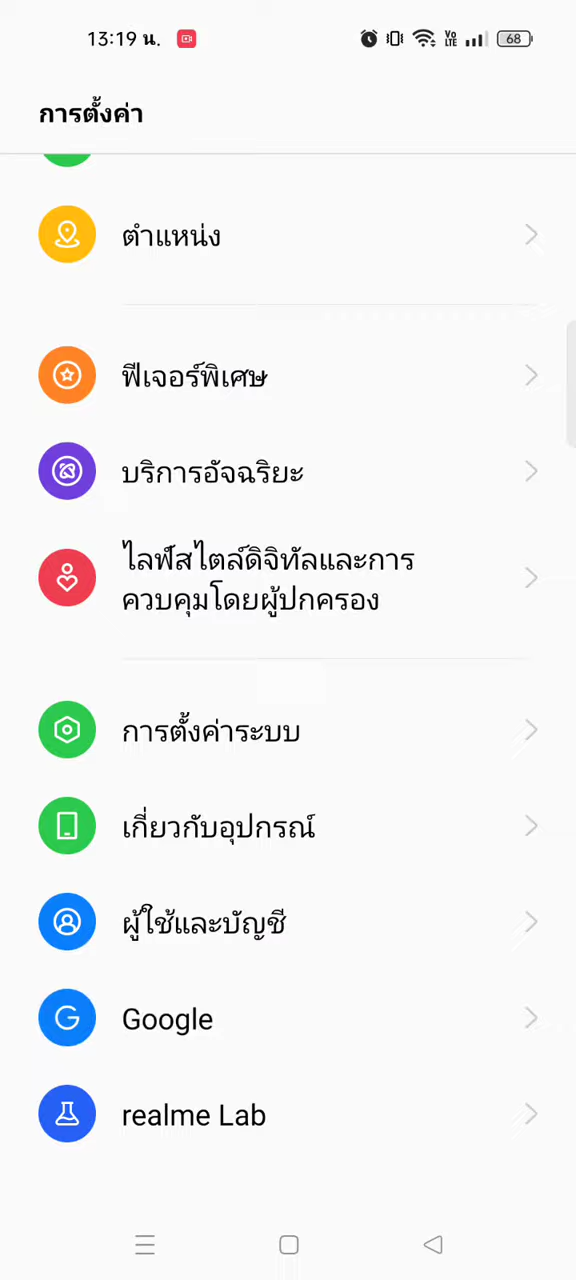 13:19 น.
VO LTE
68
การตั้งค่า
ตำแหน่ง
ฟีเจอร์พิเศษ
บริการอัจฉริยะ
ไลฟ์สไตล์ดิจิทัลและการ
ควบคุมโดยผู้ปกครอง
การตั้งค่าระบบ
เกี่ยวกับอุปกรณ์
ผู้ใช้และบัญชี
Google
realme Lab